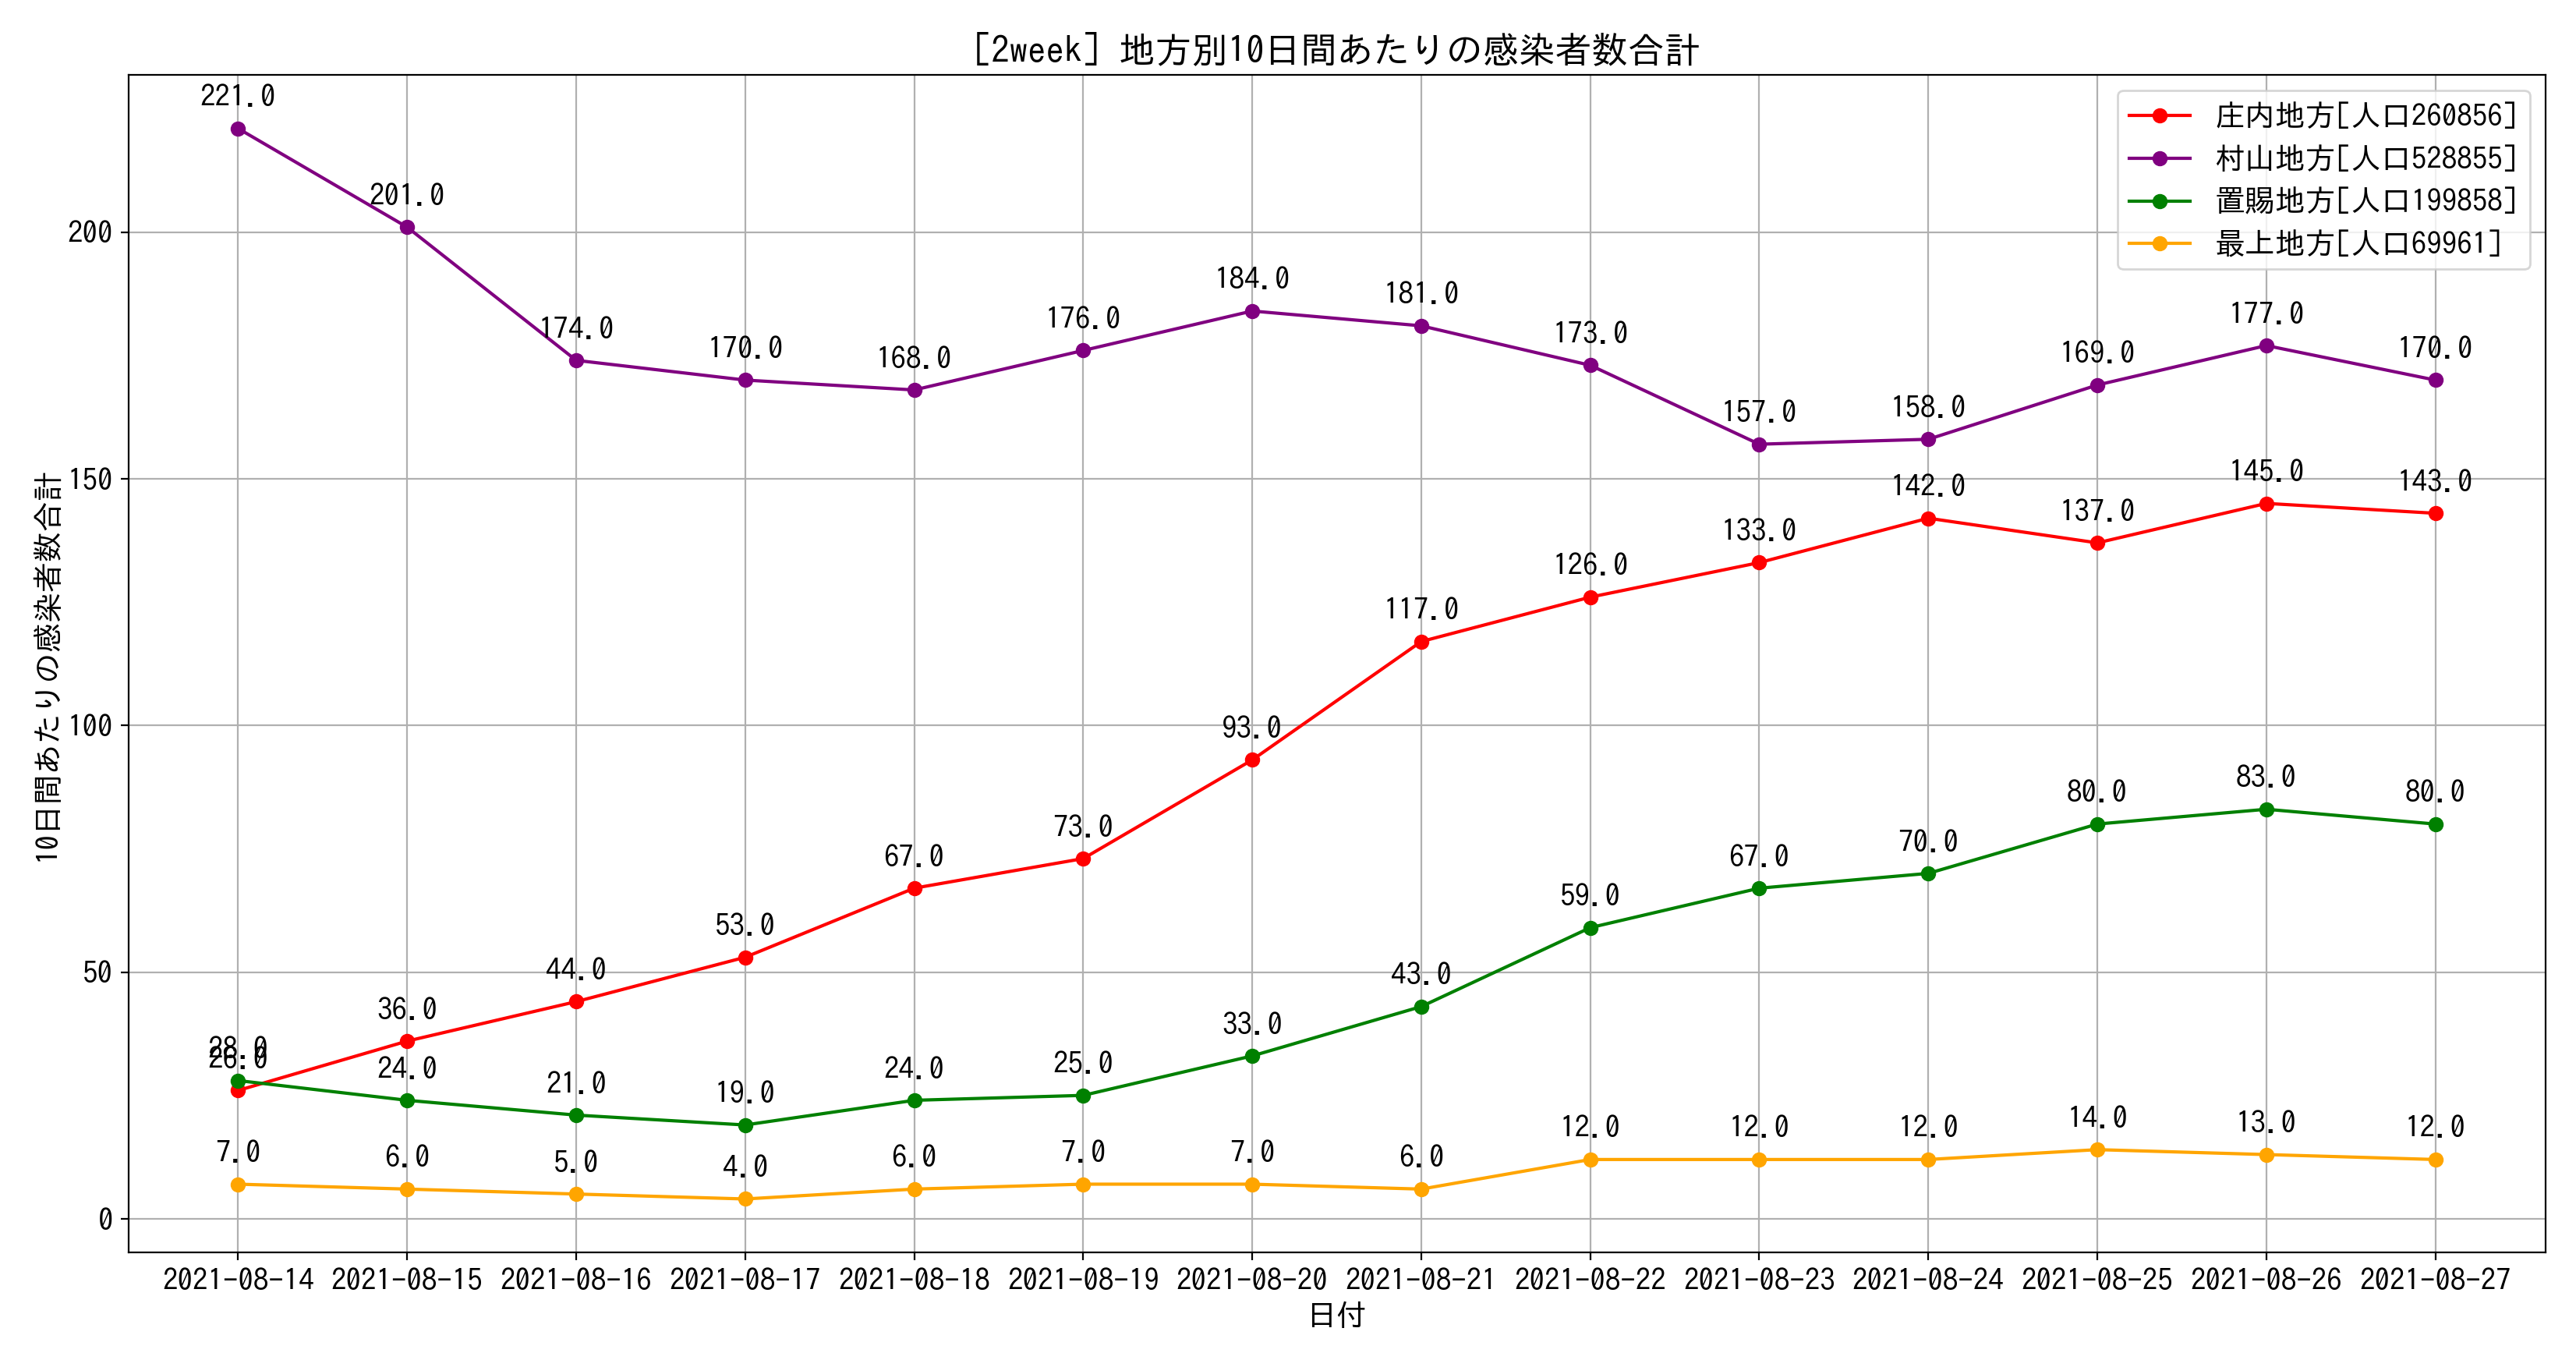 [2week] 地方別10日間あたりの感染者数合計
庄内地方[人口260856]
村山地方[人口528855]
置賜地方[人口199858]
最上地方[人口69961]
10日間あたりの感染者数合計
200
150
100
50
0
221.0 201.0 174.0 170.0 168.0 176.0 184.0 181.0 173.0 157.0 158.0 169.0 177.0 170.0
26.0 36.0 44.0 53.0 67.0 73.0 93.0 117.0 126.0 133.0 142.0 137.0 145.0 143.0
28.0 24.0 21.0 19.0 24.0 25.0 33.0 43.0 59.0 67.0 70.0 80.0 83.0 80.0
7.0 6.0 5.0 4.0 6.0 7.0 7.0 6.0 12.0 12.0 12.0 14.0 13.0 12.0
2021-08-14 2021-08-15 2021-08-16 2021-08-17 2021-08-18 2021-08-19 2021-08-20 2021-08-21 2021-08-22 2021-08-23 2021-08-24 2021-08-25 2021-08-26 2021-08-27
日付